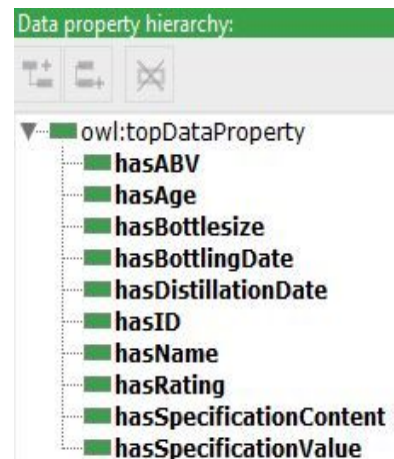 Data property hierarchy:
owl:topDataProperty
hasABV
hasAge
hasBottlesize
hasBottlingDate
hasDistillationDate
hasID
hasName
hasRating
hasSpecificationContent
hasSpecificationValue